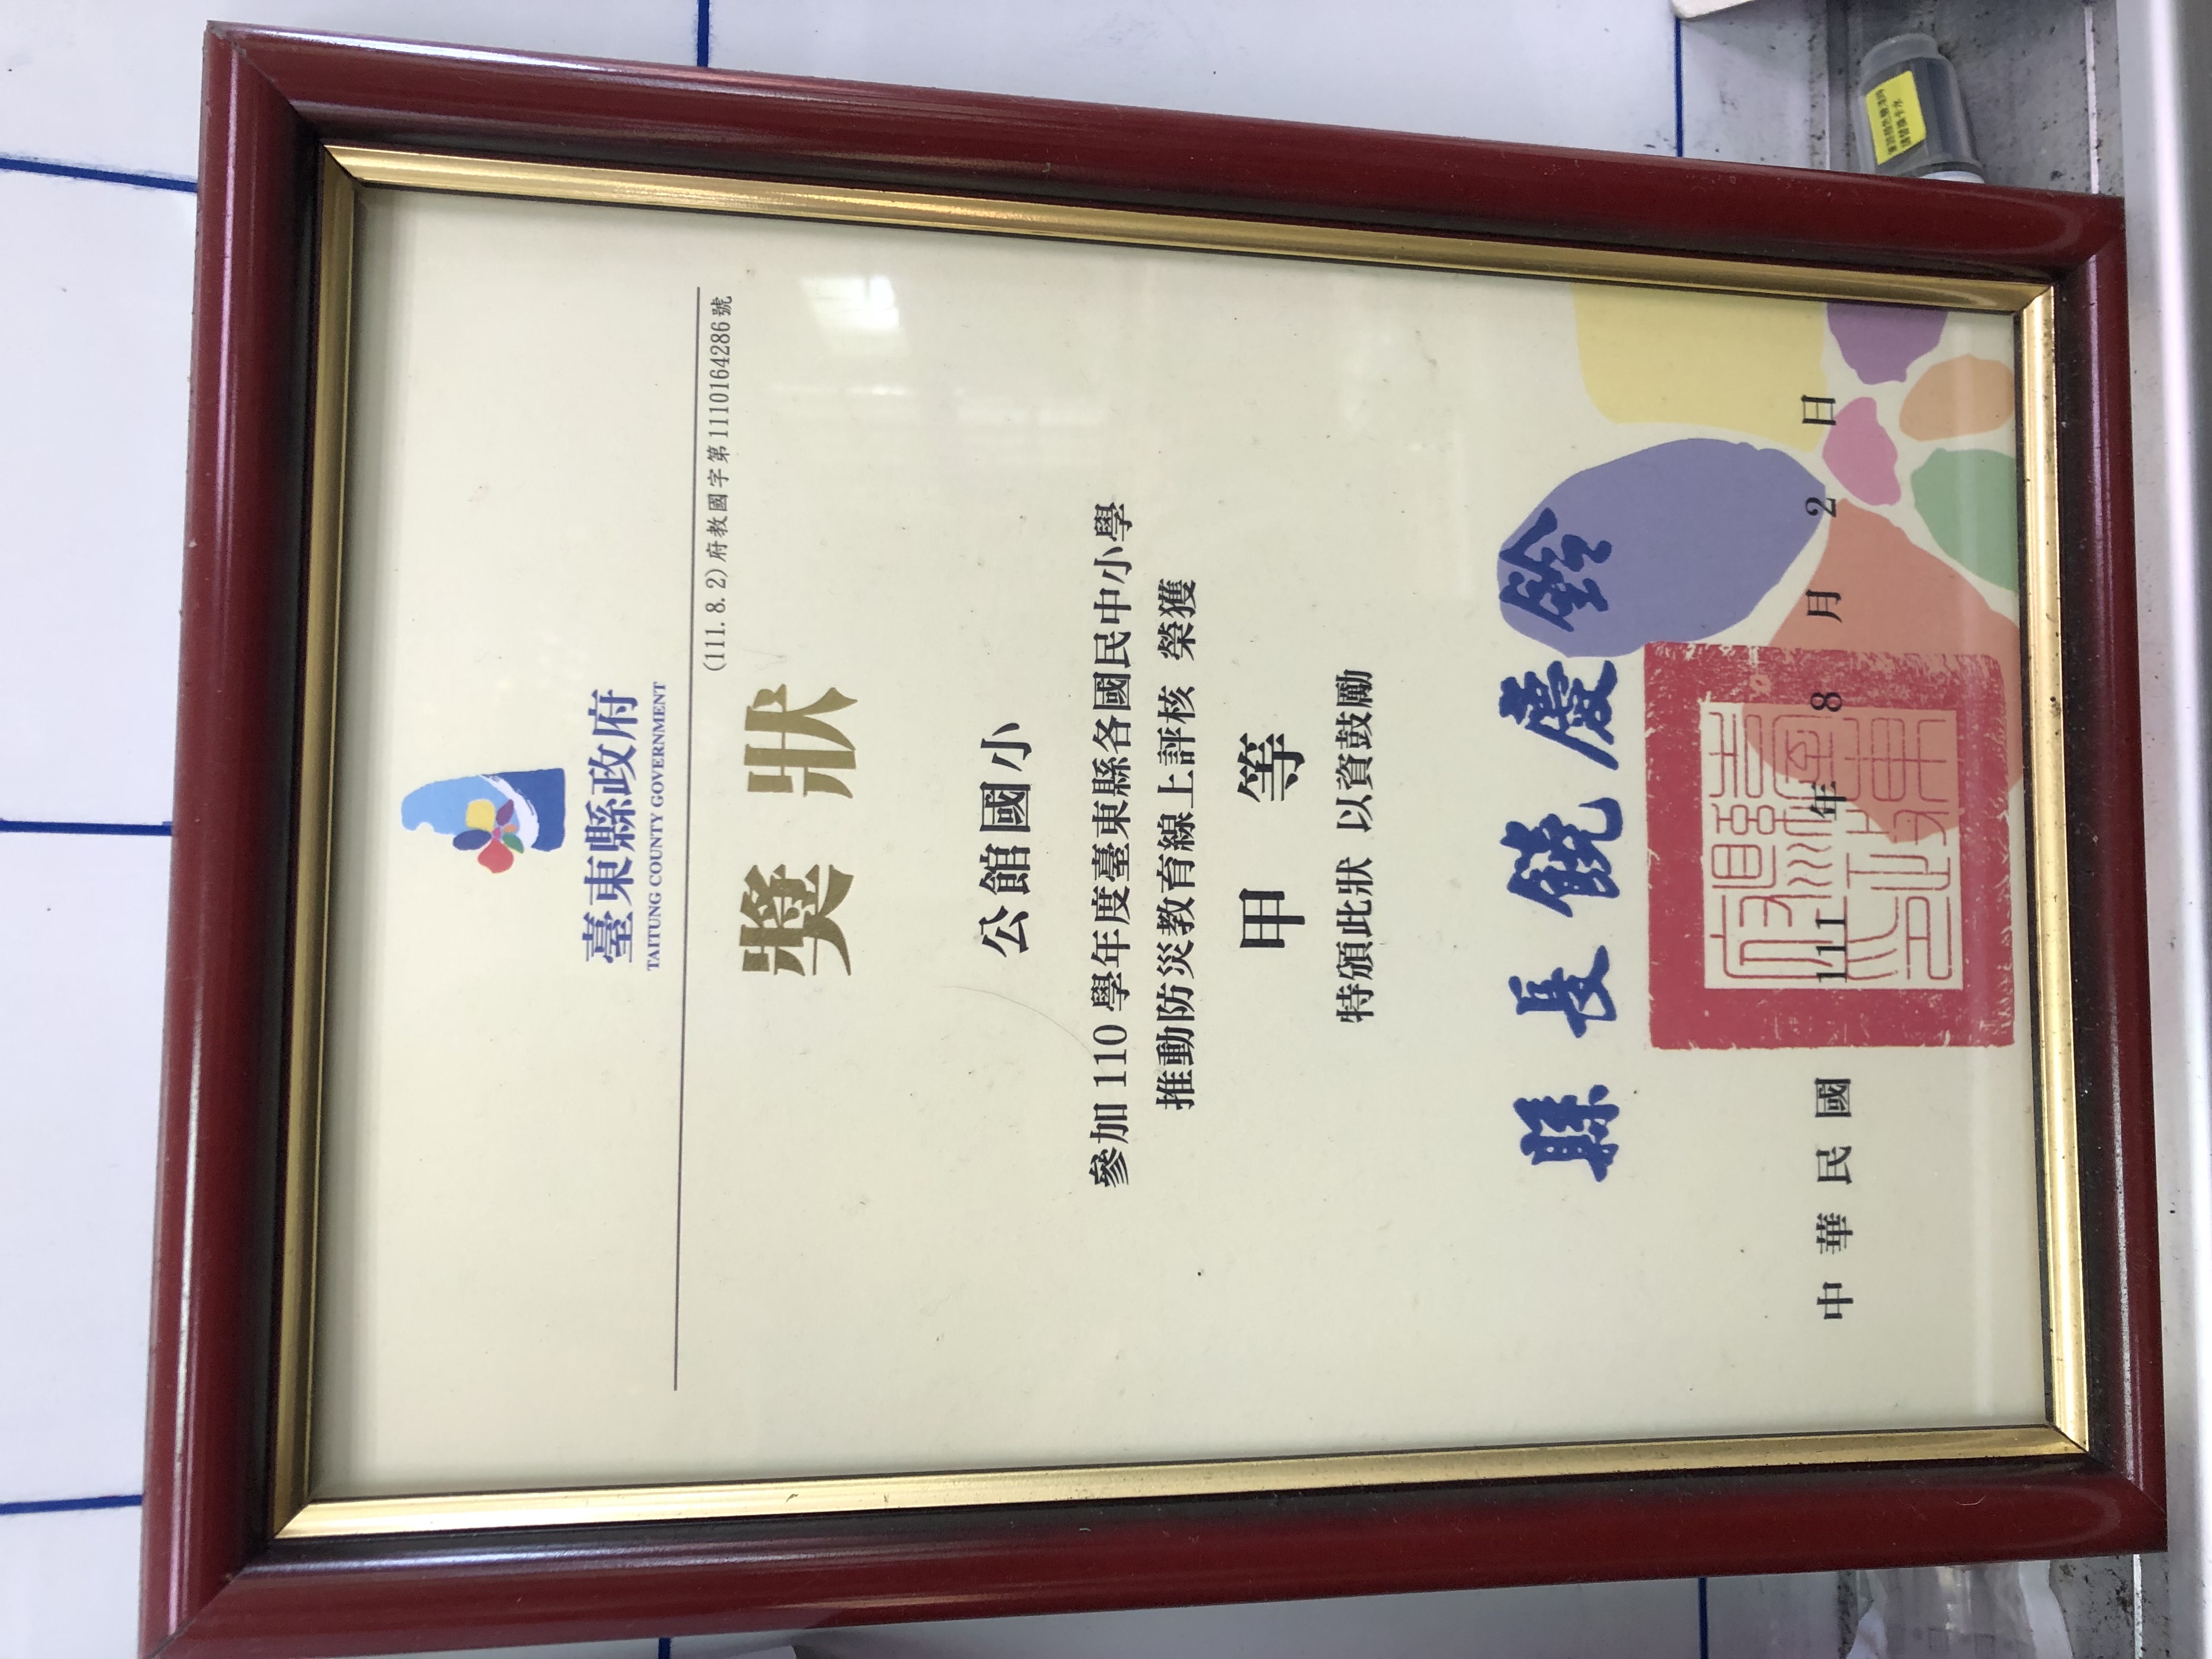 臺東縣政府
TAITUNG COUNTY GOVERNMENT
(111.8.2)府教國字第1110164286號
獎狀
公館國小
參加110學年度臺東縣各國民中小學
推動防災教育線上評核 榮獲
甲等
特頒此狀 以資鼓勵
縣長饒慶鈴
中華民國111年8月2日